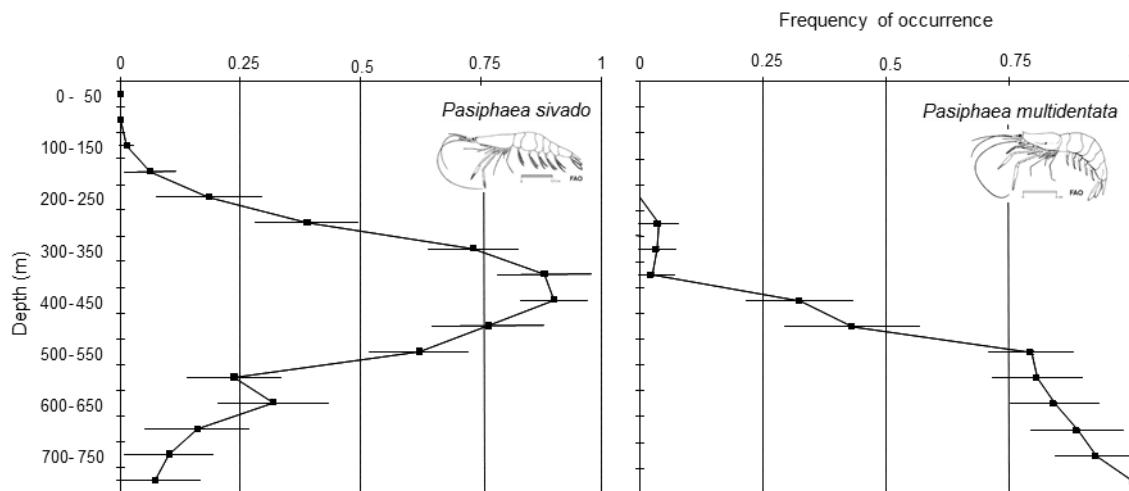 Frequency of occurrence
0 0.25 0.5 0.75 1
0 0.25 0.5 0.75
0 - 50
Pasiphaea sivado
Pasiphaea multidentata
100-150
FAO
FAO
200-250
300-350
Depth (m)
400-450
500-550
600-650
700-750